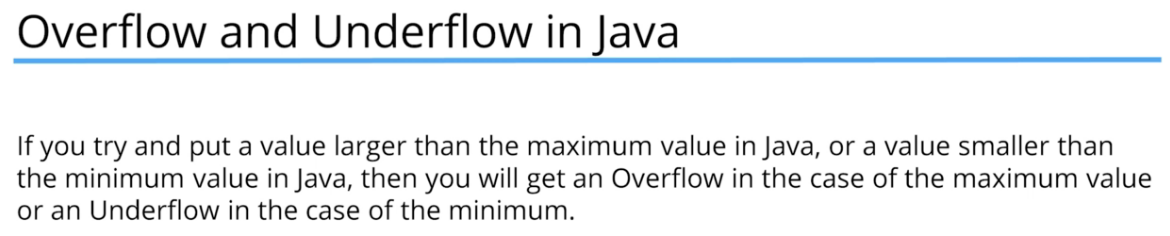 Overflow and Underflow in Java
If you try and put a value larger than the maximum value in Java, or a value smaller than
the minimum value in Java, then you will get an Overflow in the case of the maximum value
or an Underflow in the case of the minimum.